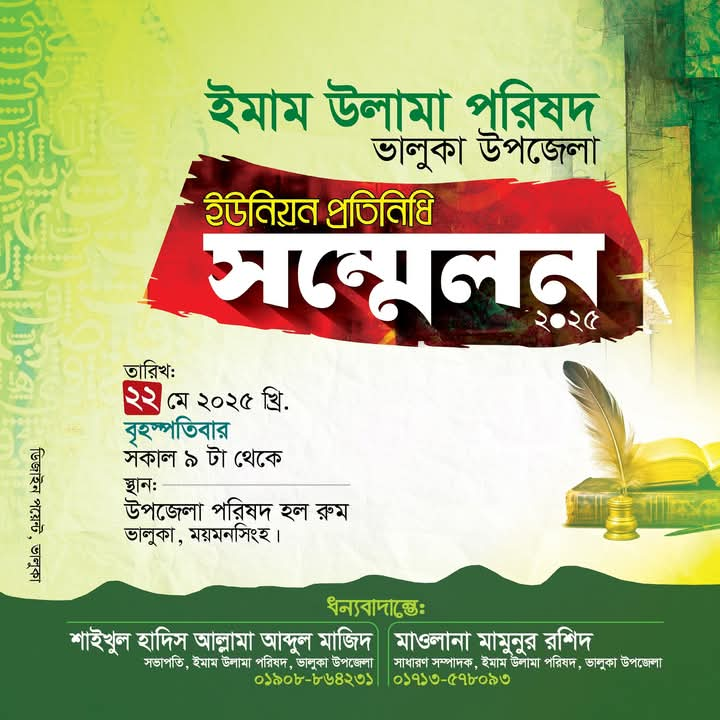 ইমাম উলামা পরিষদ
ভালুকা উপজেলা
ইউনিয়ন প্রতিনিধি
সম্মেলন
২০২৫
তারিখ:
২২ মে ২০২৫ খ্রি.
বৃহস্পতিবার
সকাল ৯ টা থেকে
স্থান:
উপজেলা পরিষদ হল রুম
ভালুকা, ময়মনসিংহ।
ডিজাইন পয়েন্ট, ভালুকা
ধন্যবাদান্তে:
শাইখুল হাদিস আল্লামা আব্দুল মাজিদ
সভাপতি, ইমাম উলামা পরিষদ, ভালুকা উপজেলা
০১৯০৮-৮৬৪২৩১
মাওলানা মামুনুর রশিদ
সাধারণ সম্পাদক, ইমাম উলামা পরিষদ, ভালুকা উপজেলা
০১৭১৩-৫৭৮০৯৩